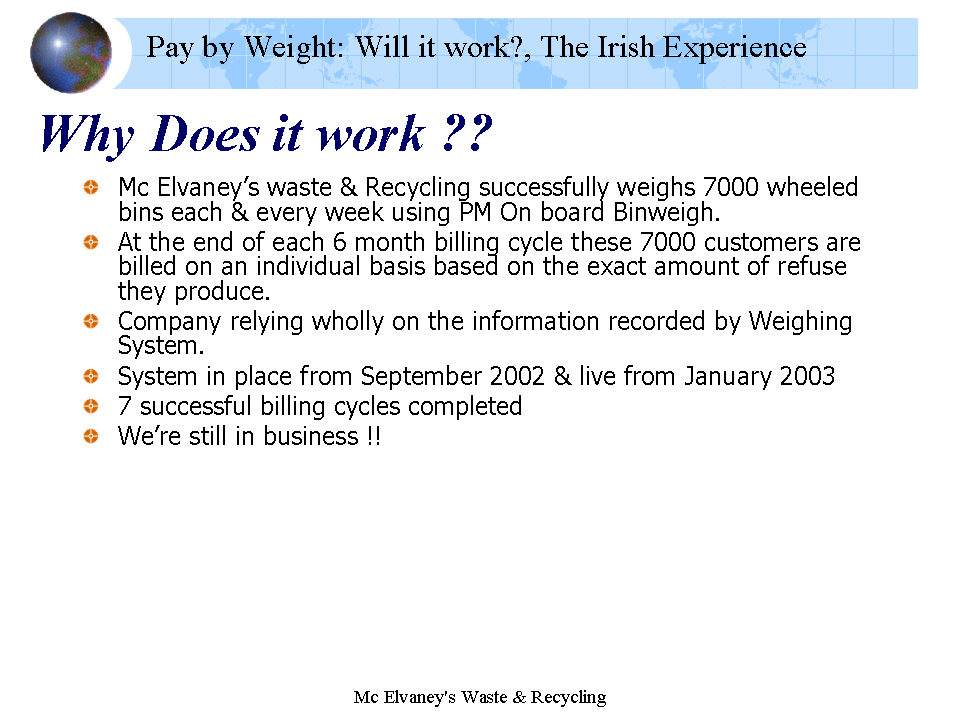 Pay by Weight: Will it work?, The Irish Experience
Why Does it work ??
Mc Elvaney’s waste & Recycling successfully weighs 7000 wheeled
bins each & every week using PM On board Binweigh.
At the end of each 6 month billing cycle these 7000 customers are
billed on an individual basis based on the exact amount of refuse
they produce.
Company relying wholly on the information recorded by Weighing
System.
System in place from September 2002 & live from January 2003
7 successful billing cycles completed
We’re still in business !!
Mc Elvaney's Waste & Recycling